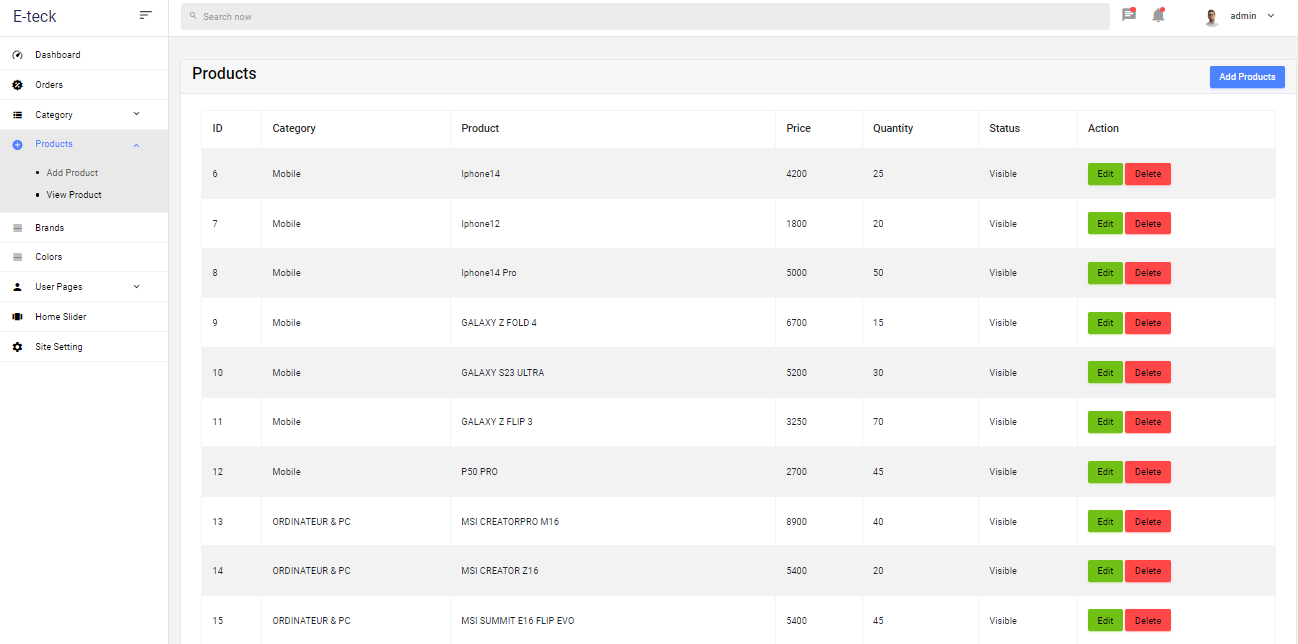 E-teck
Search now
admin
Dashboard
Orders
Category
Products
Add Product
View Product
Brands
Colors
User Pages
Home Slider
Site Setting
Products
Add Products
ID Category Product Price Quantity Status Action
6 Mobile Iphone14 4200 25 Visible Edit Delete
7 Mobile Iphone12 1800 20 Visible Edit Delete
8 Mobile Iphone14 Pro 5000 50 Visible Edit Delete
9 Mobile GALAXY Z FOLD 4 6700 15 Visible Edit Delete
10 Mobile GALAXY S23 ULTRA 5200 30 Visible Edit Delete
11 Mobile GALAXY Z FLIP 3 3250 70 Visible Edit Delete
12 Mobile P50 PRO 2700 45 Visible Edit Delete
13 ORDINATEUR & PC MSI CREATORPRO M16 8900 40 Visible Edit Delete
14 ORDINATEUR & PC MSI CREATOR Z16 5400 20 Visible Edit Delete
15 ORDINATEUR & PC MSI SUMMIT E16 FLIP EVO 5400 45 Visible Edit Delete